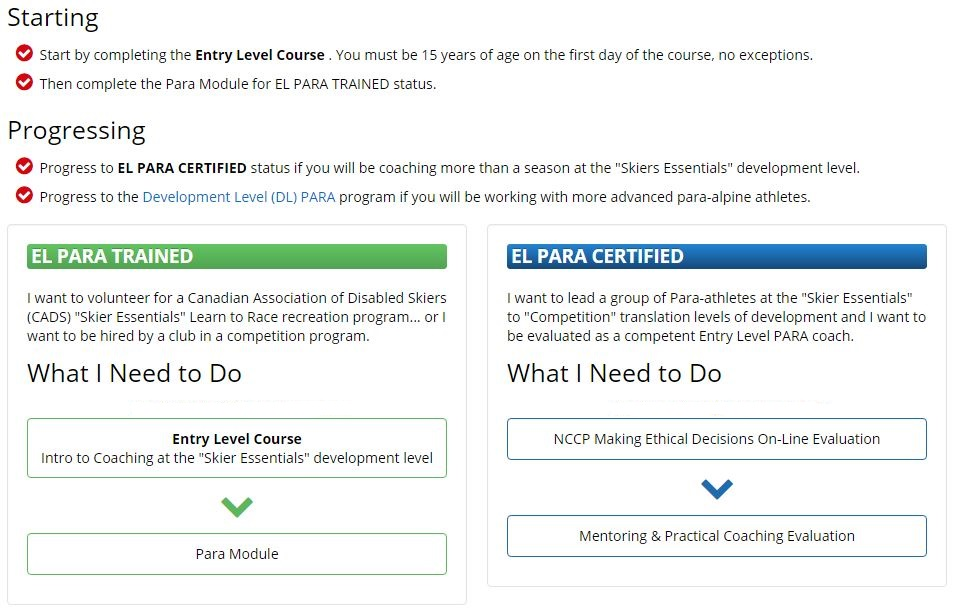 Starting
Start by completing the Entry Level Course . You must be 15 years of age on the first day of the course, no exceptions.
Then complete the Para Module for EL PARA TRAINED status.
Progressing
Progress to EL PARA CERTIFIED status if you will be coaching more than a season at the "Skiers Essentials" development level.
Progress to the Development Level (DL) PARA program if you will be working with more advanced para-alpine athletes.
EL PARA TRAINED
I want to volunteer for a Canadian Association of Disabled Skiers
(CADS) "Skier Essentials" Learn to Race recreation program... or I
want to be hired by a club in a competition program.
What I Need to Do
Entry Level Course
Intro to Coaching at the "Skier Essentials" development level
Para Module
EL PARA CERTIFIED
I want to lead a group of Para-athletes at the "Skier Essentials"
to "Competition" translation levels of development and I want to
be evaluated as a competent Entry Level PARA coach.
What I Need to Do
NCCP Making Ethical Decisions On-Line Evaluation
Mentoring & Practical Coaching Evaluation